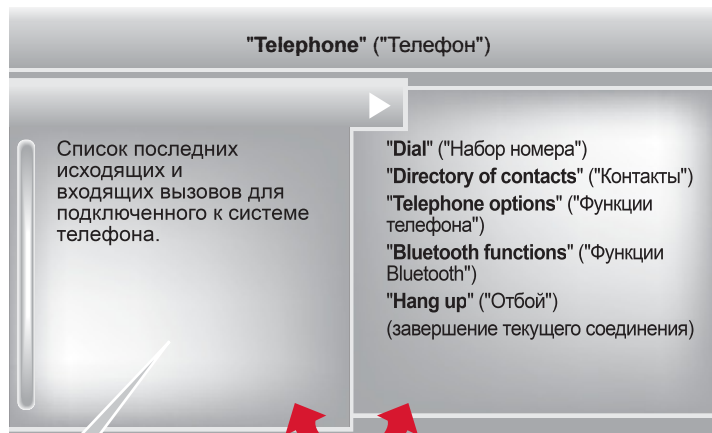 "Telephone" ("Телефон")
Список последних
исходящих и
входящих вызовов для
подключенного к системе
телефона.
"Dial" ("Набор номера")
"Directory of contacts" ("Контакты")
"Telephone options" ("Функции
телефона")
"Bluetooth functions" ("Функции
Bluetooth")
"Hang up" ("Отбой")
(завершение текущего соединения)